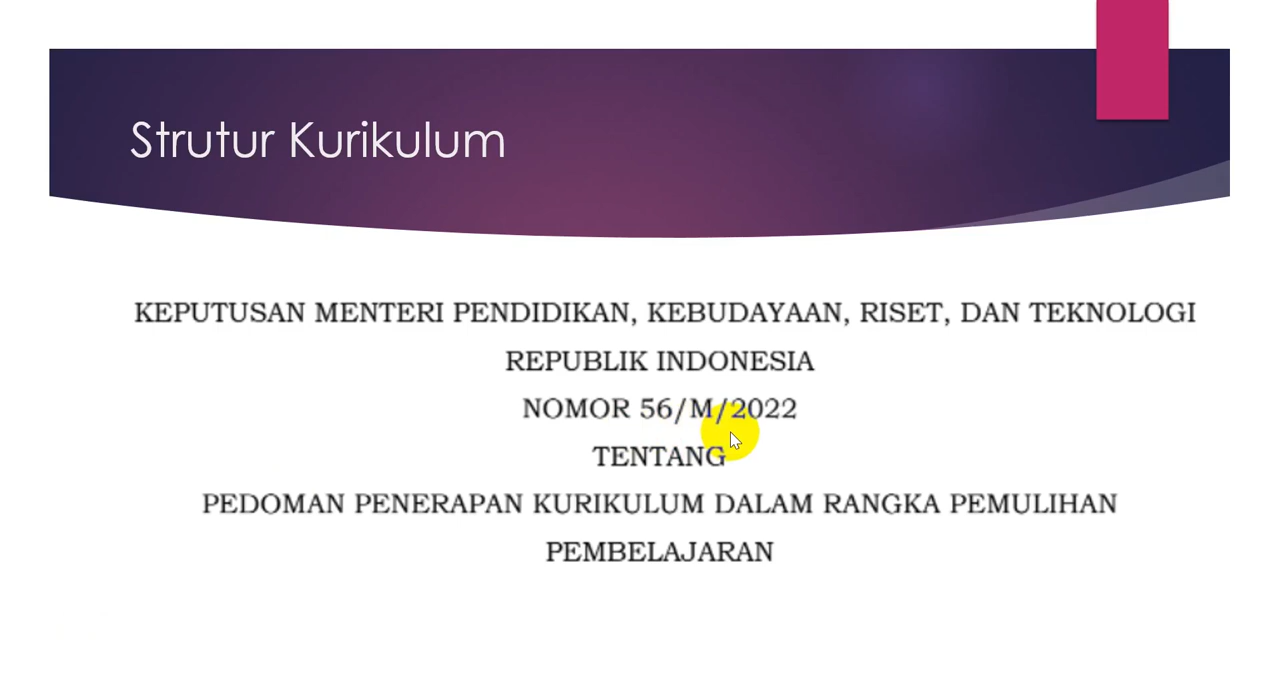 Strutur Kurikulum
KEPUTUSAN MENTERI PENDIDIKAN, KEBUDAYAAN, RISET, DAN TEKNOLOGI
REPUBLIK INDONESIA
NOMOR 56/M/2022
TENTANG
PEDOMAN PENERAPAN KURIKULUM DALAM RANGKA PEMULIHAN
PEMBELAJARAN